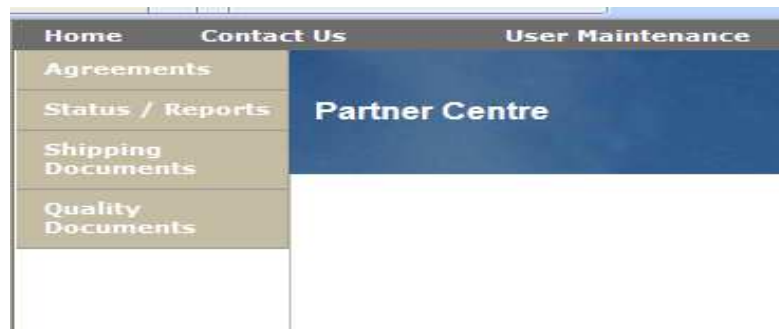 Home Contact Us User Maintenance
Agreements
Status / Reports
Partner Centre
Shipping
Documents
Quality
Documents